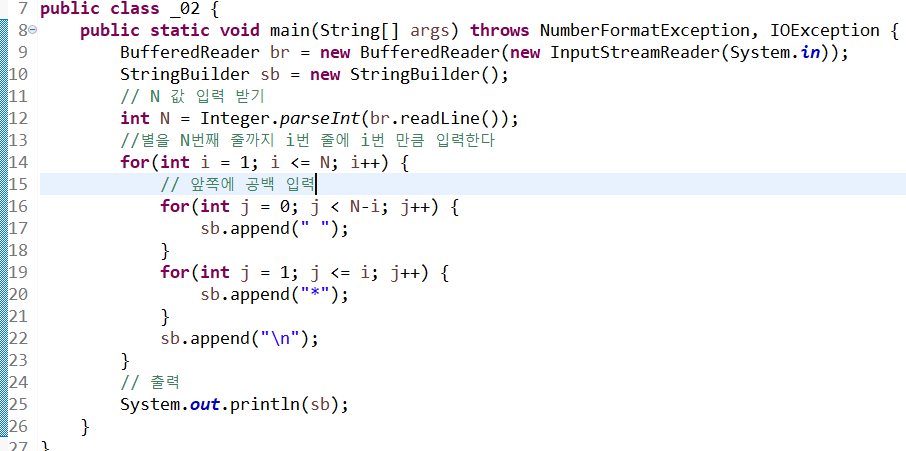 7 public class _02 {
8 public static void main(String[] args) throws NumberFormatException, IOException {
9 BufferedReader br = new BufferedReader(new InputStreamReader(System.in));
10 StringBuilder sb = new StringBuilder();
11 // N 값 입력 받기
12 int N = Integer.parseInt(br.readLine());
13 //별을 N번째 줄까지 i번 줄에 i번 만큼 입력한다
14 for(int i = 1; i <= N; i++) {
15 // 앞쪽에 공백 입력
16 for(int j = 0; j < N-i; j++) {
17 sb.append(" ");
18 }
19 for(int j = 1; j <= i; j++) {
20 sb.append("*");
21 }
22 sb.append("\n");
23 }
24 // 출력
25 System.out.println(sb);
26 }
27 }